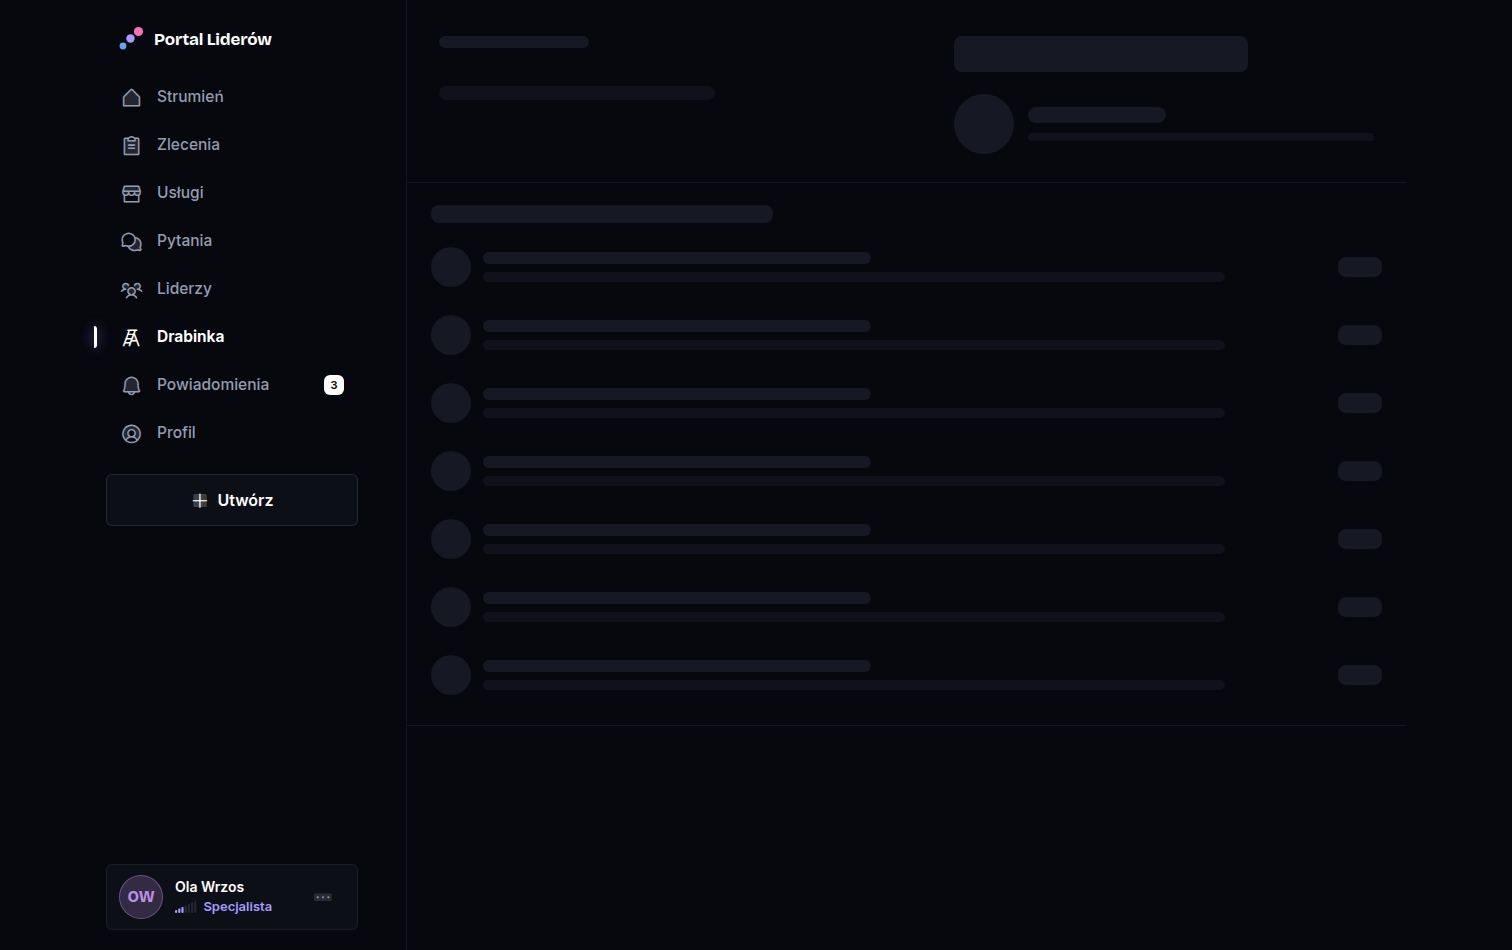 Portal Liderów
Strumień
Zlecenia
Usługi
Pytania
Liderzy
Drabinka
Powiadomienia 3
Profil
Utwórz
OW
Ola Wrzos
Specjalista